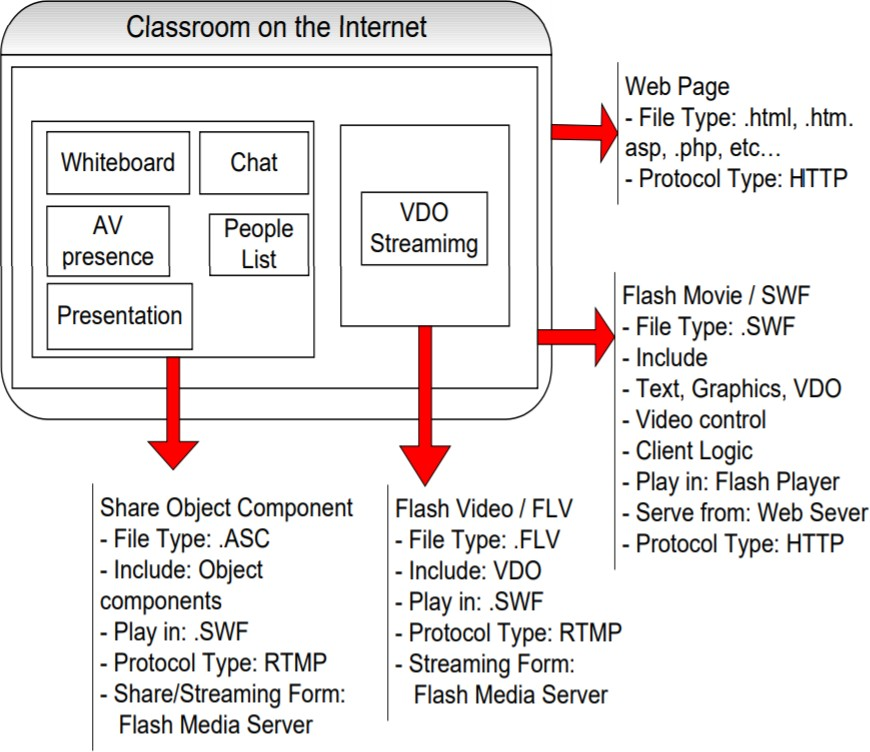 Classroom on the Internet
Whiteboard
Chat
AV
presence
People
List
Presentation
VDO
Streamimg
Web Page
- File Type: .html, .htm.
asp, .php, etc...
- Protocol Type: HTTP
Flash Movie / SWF
- File Type: .SWF
- Include
- Text, Graphics, VDO
- Video control
- Client Logic
- Play in: Flash Player
- Serve from: Web Sever
- Protocol Type: HTTP
Share Object Component
- File Type: .ASC
- Include: Object
components
- Play in: .SWF
- Protocol Type: RTMP
- Share/Streaming Form:
Flash Media Server
Flash Video / FLV
- File Type: .FLV
- Include: VDO
- Play in: .SWF
- Protocol Type: RTMP
- Streaming Form:
Flash Media Server